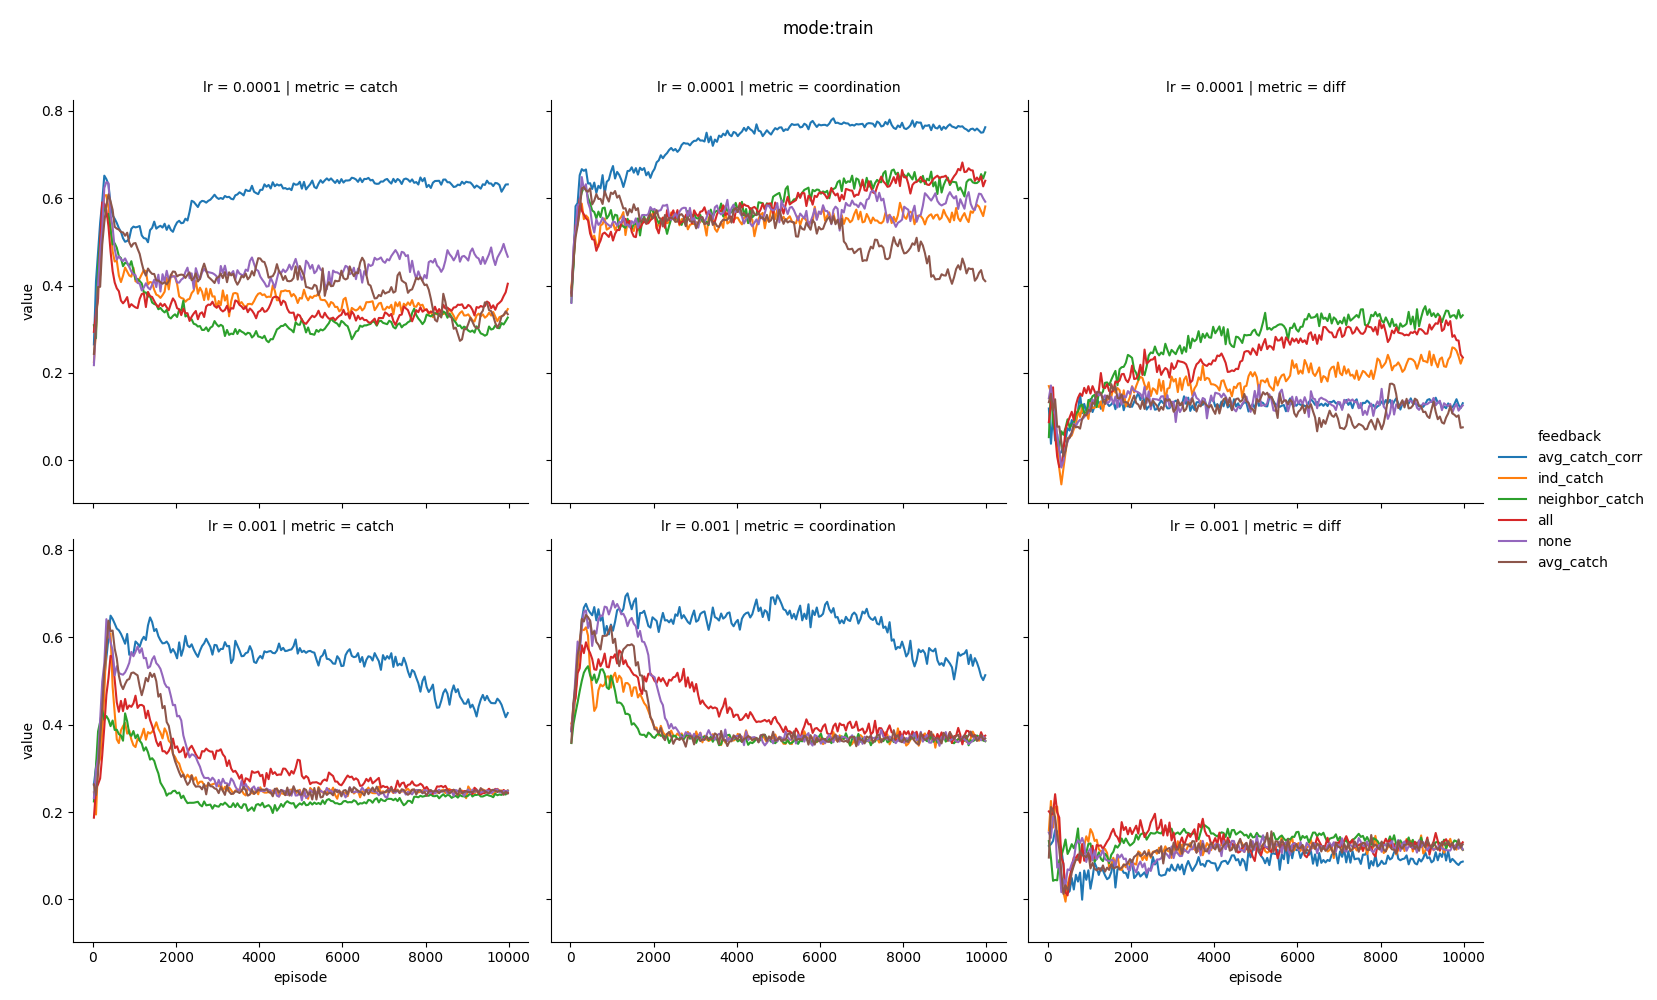 mode:train
lr = 0.0001 | metric = catch
lr = 0.0001 | metric = coordination
lr = 0.0001 | metric = diff
0.8
0.6
0.4
0.2
0.0
value
lr = 0.001 | metric = catch
lr = 0.001 | metric = coordination
lr = 0.001 | metric = diff
0.8
0.6
0.4
0.2
0.0
value
0 2000 4000 6000 8000 10000
0 2000 4000 6000 8000 10000
0 2000 4000 6000 8000 10000
episode
episode
episode
feedback
avg_catch_corr
ind_catch
neighbor_catch
all
none
avg_catch